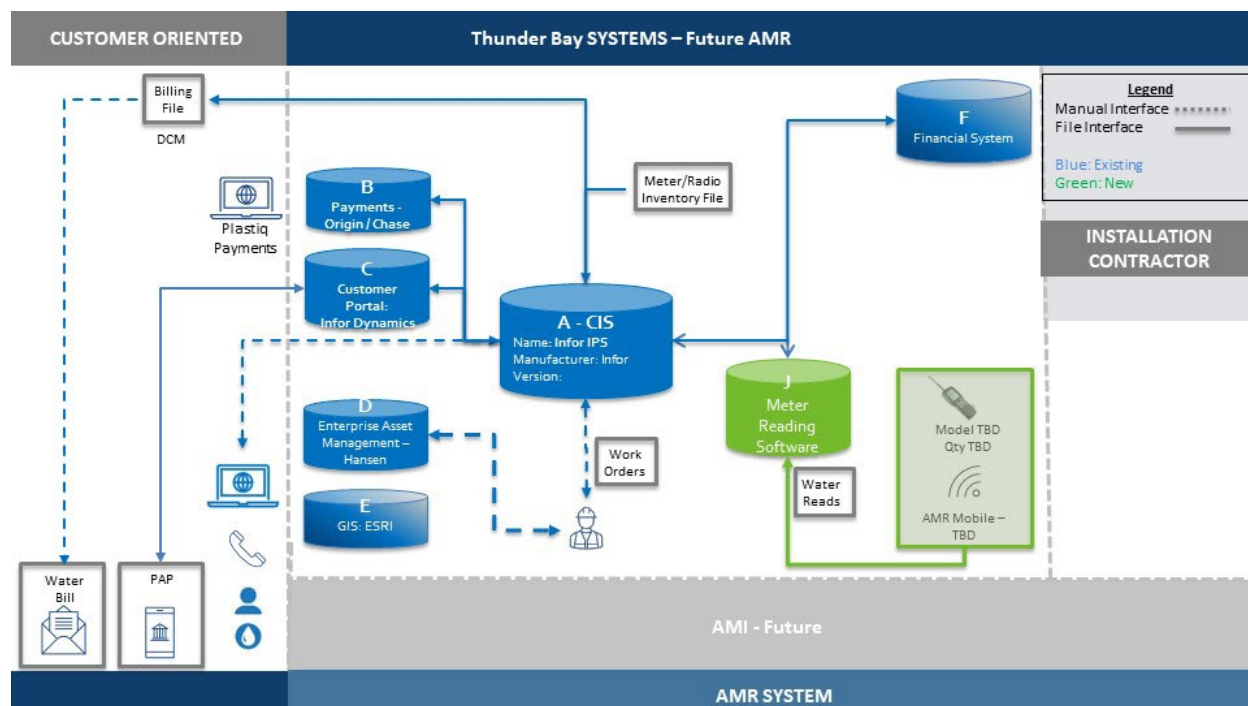 CUSTOMER ORIENTED
Thunder Bay SYSTEMS – Future AMR
Billing
File
DCM
Plastiq
Payments
B
Payments -
Origin / Chase
C
Customer
Portal:
Infor Dynamics
Meter/Radio
Inventory File
F
Financial System
Legend
Manual Interface
File Interface
Blue: Existing
Green: New
INSTALLATION
CONTRACTOR
A - CIS
Name: Infor IPS
Manufacturer: Infor
Version:
D
Enterprise Asset
Management –
Hansen
E
GIS: ESRI
Work
Orders
J
Meter
Reading
Software
Water
Reads
Model TBD
Qty TBD
AMR Mobile –
TBD
Water
Bill
PAP
AMI - Future
AMR SYSTEM